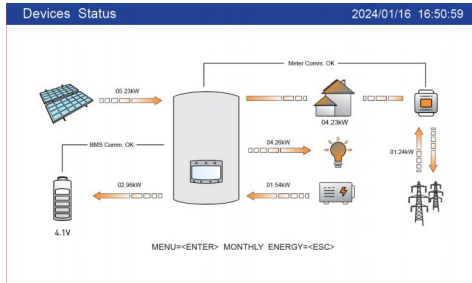 Devices Status 2024/01/16 16:50:59
Meter Comm. OK
05.23kW
04.23kW
BMS Comm. OK
04.26kW
01.24kW
02.96kW
01.54kW
4.1V
MENU=<ENTER> MONTHLY ENERGY=<ESC>